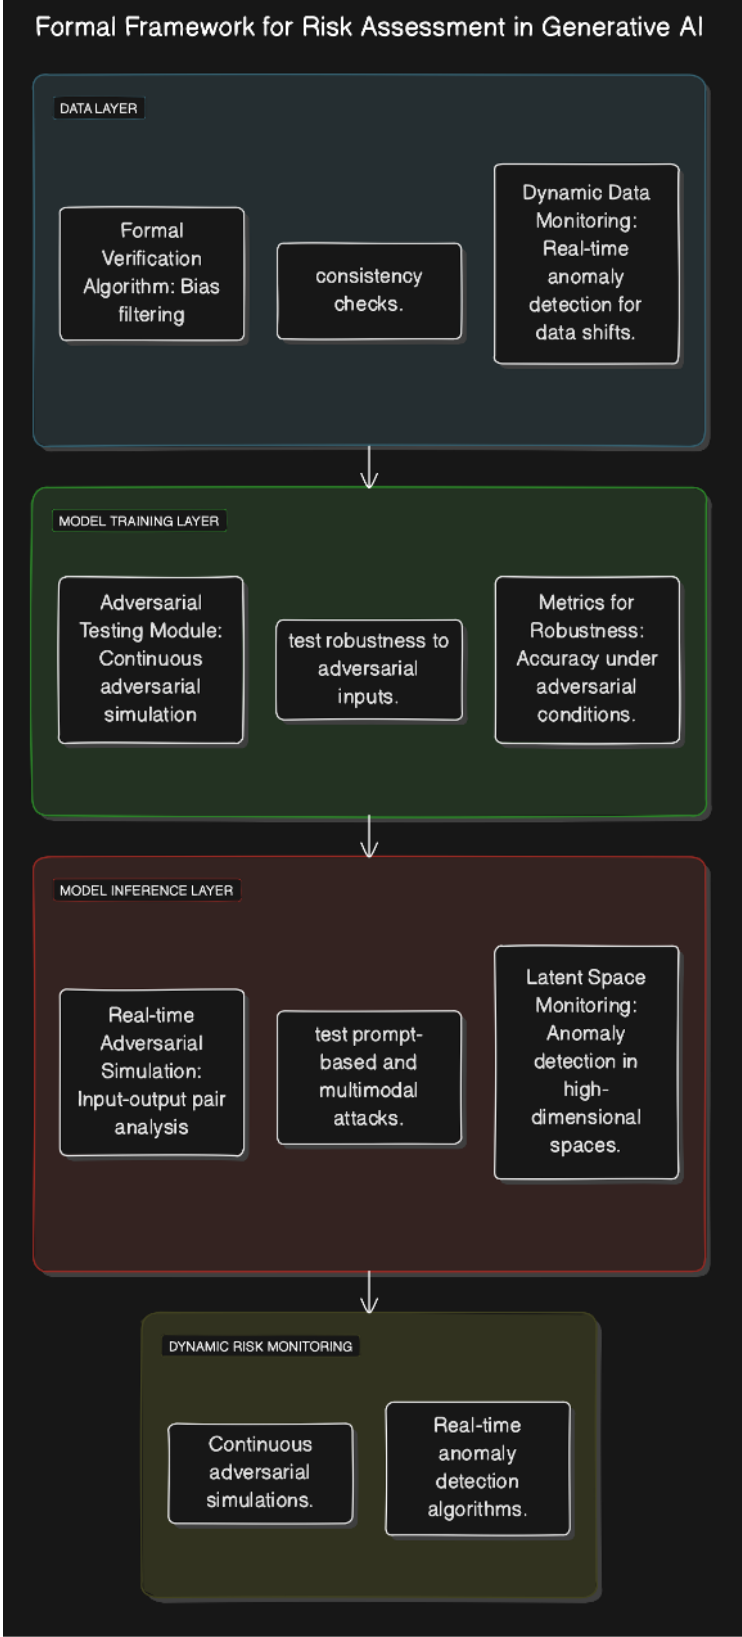 Formal Framework for Risk Assessment in Generative AI
DATA LAYER
Formal
Verification
Algorithm: Bias
filtering
consistency
checks.
Dynamic Data
Monitoring:
Real-time
anomaly
detection for
data shifts.
MODEL TRAINING LAYER
Adversarial
Testing Module:
Continuous
adversarial
simulation
test robustness to
adversarial
inputs.
Metrics for
Robustness:
Accuracy under
adversarial
conditions.
MODEL INFERENCE LAYER
Real-time
Adversarial
Simulation:
Input-output pair
analysis
test prompt-
based and
multimodal
attacks.
Latent Space
Monitoring:
Anomaly
detection in
high-
dimensional
spaces.
DYNAMIC RISK MONITORING
Continuous
adversarial
simulations.
Real-time
anomaly
detection
algorithms.